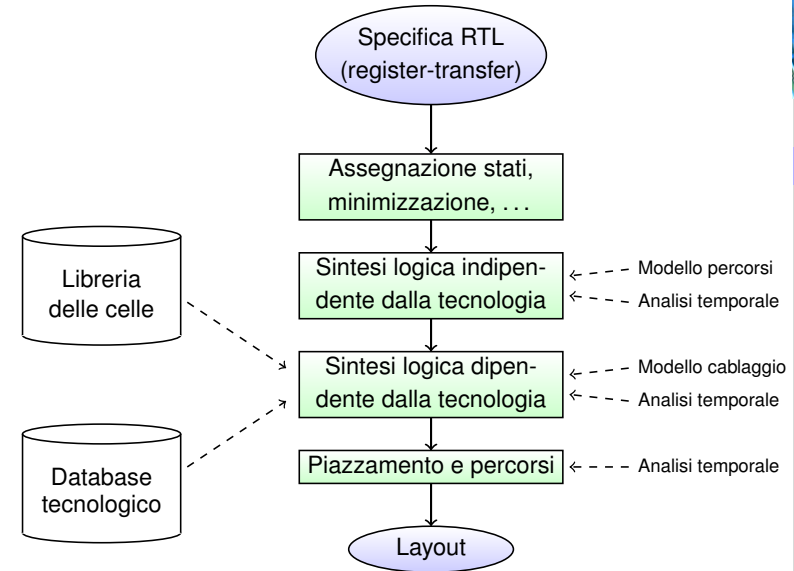 Specifica RTL
(register-transfer)
Assegnazione stati,
minimizzazione, . . .
Libreria
delle celle
Sintesi logica indipen-
dente dalla tecnologia
Modello percorsi
Analisi temporale
Sintesi logica dipen-
dente dalla tecnologia
Modello cablaggio
Analisi temporale
Database
tecnologico
Piazzamento e percorsi
Analisi temporale
Layout